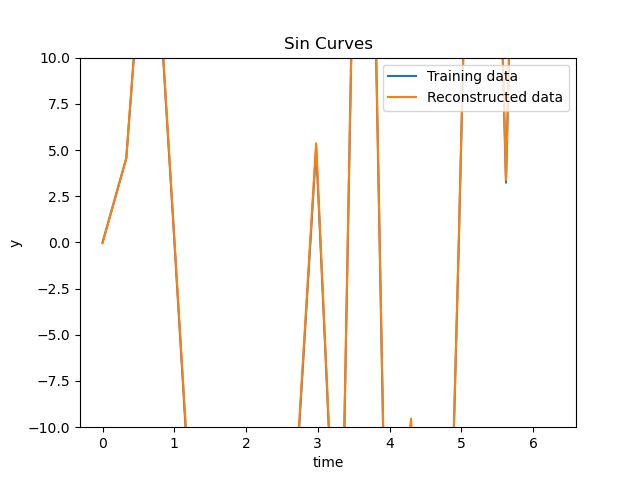 Sin Curves
Training data
Reconstructed data
10.0
7.5
5.0
2.5
0.0
−2.5
−5.0
−7.5
−10.0
y
0 1 2 3 4 5 6
time